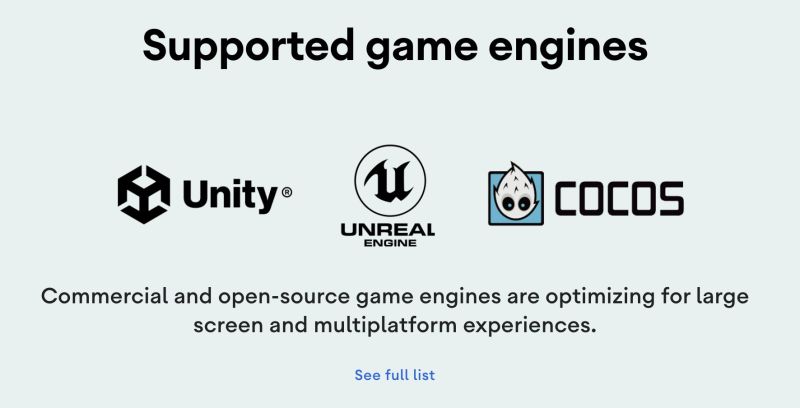 Supported game engines
Unity®
UNREAL
ENGINE
COCOS
Commercial and open-source game engines are optimizing for large
screen and multiplatform experiences.
See full list